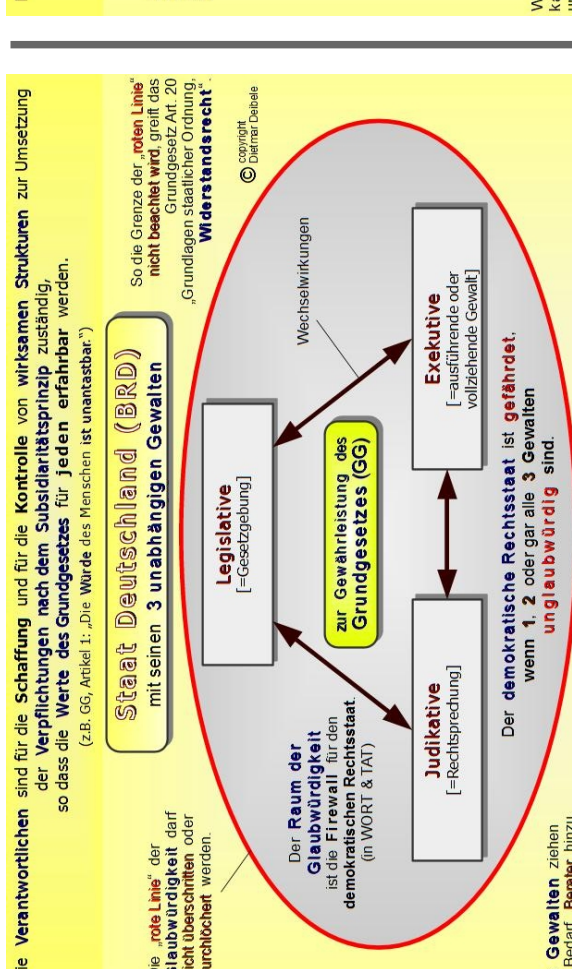 ie Verantwortlichen sind für die Schaffung und für die Kontrolle von wirksamen Strukturen zur Umsetzung
der Verpflichtungen nach dem Subsidiaritätsprinzip zuständig,
so dass die Werte des Grundgesetzes für jeden erfahrbar werden.
(z.B. GG, Artikel 1: „Die Würde des Menschen ist unantastbar.")
Staat Deutschland (BRD)
mit seinen 3 unabhängigen Gewalten
So die Grenze der „roten Linie"
nicht beachtet wird, greift das
Grundgesetz Art. 20
„Grundlagen staatlicher Ordnung,
Widerstandsrecht".
© copyright
Dietmar Deibele
ie „rote Linie" der
laubwürdigkeit darf
icht überschritten oder
urchlöchert werden.
Legislative
[=Gesetzgebung]
Wechselwirkungen
Der Raum der
Glaubwürdigkeit
ist die Firewall für den
demokratischen Rechtsstaat.
(in WORT & TAT)
zur Gewährleistung des
Grundgesetzes (GG)
Judikative
[=Rechtsprechung]
Exekutive
[=ausführende oder
vollziehende Gewalt]
Der demokratische Rechtsstaat ist gefährdet,
wenn 1, 2 oder gar alle 3 Gewalten
unglaubwürdig sind.
Gewalten ziehen
Bedarf Berater hinzu